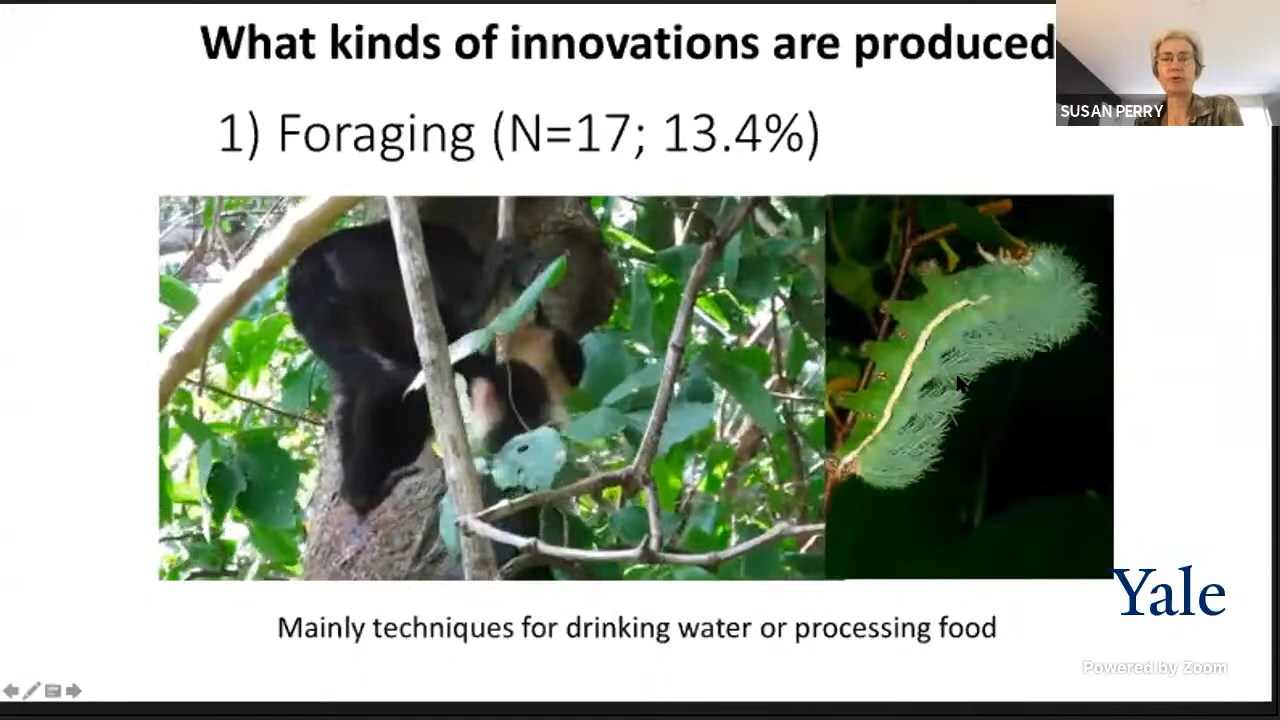 What kinds of innovations are produced
SUSAN PERRY
1) Foraging (N=17; 13.4%)
Yale
Mainly techniques for drinking water or processing food
Powered by Zoom